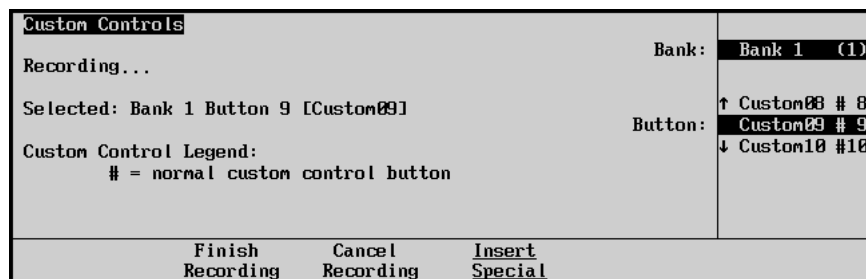 Custom Controls
Bank: Bank 1 (1)
Recording...
Selected: Bank 1 Button 9 [Custom09]
↑ Custom08 # 8
Button: Custom09 # 9
↓ Custom10 #10
Custom Control Legend:
# = normal custom control button
Finish Recording
Cancel Recording
Insert Special